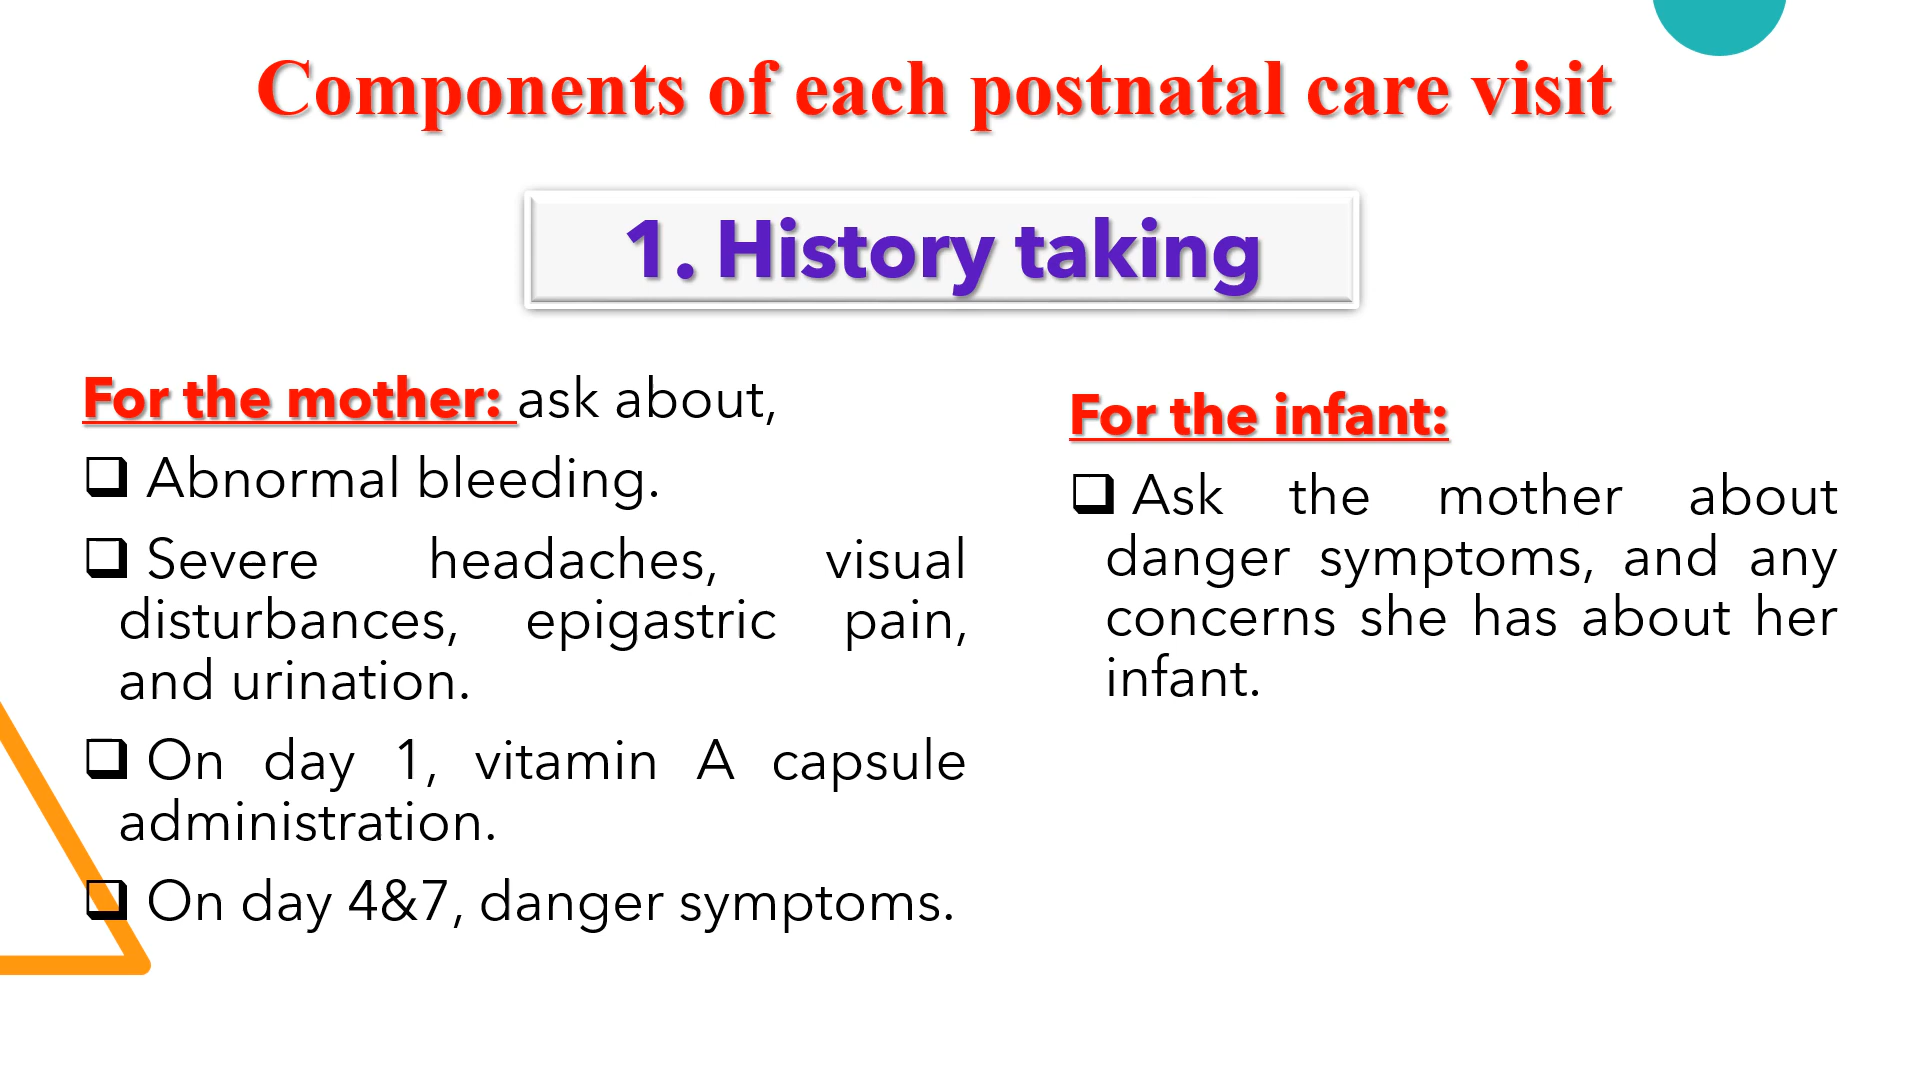 Components of each postnatal care visit
1. History taking
For the mother: ask about,
❑ Abnormal bleeding.
❑ Severe headaches, visual
disturbances, epigastric pain,
and urination.
❑ On day 1, vitamin A capsule
administration.
❑ On day 4&7, danger symptoms.
For the infant:
❑ Ask the mother about
danger symptoms, and any
concerns she has about her
infant.